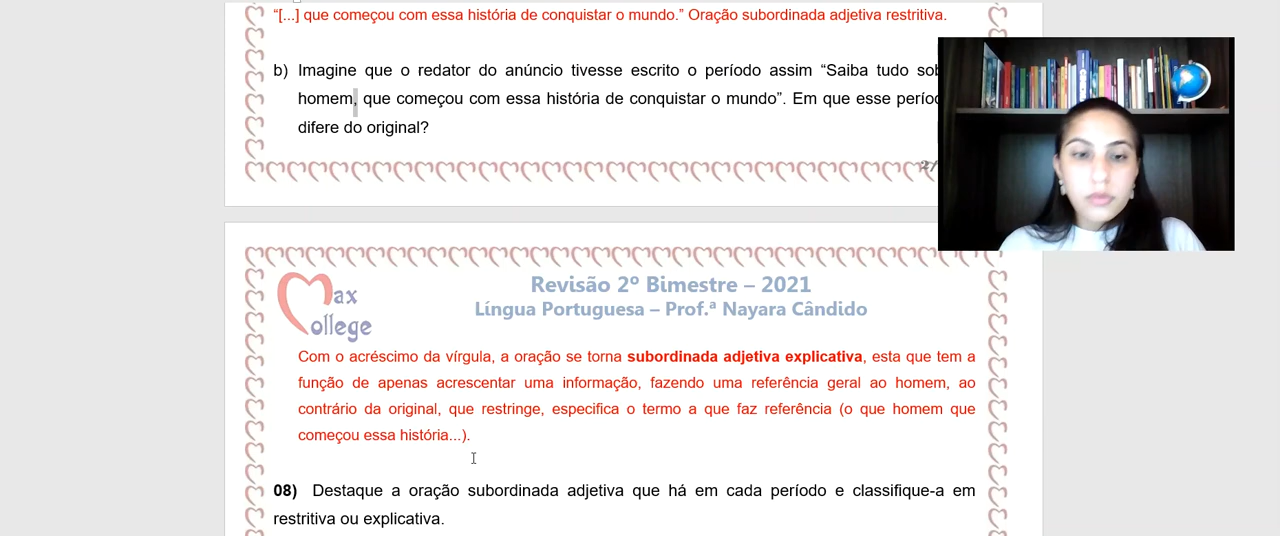 “[...] que começou com essa história de conquistar o mundo.” Oração subordinada adjetiva restritiva.
b) Imagine que o redator do anúncio tivesse escrito o período assim “Saiba tudo
homem, que começou com essa história de conquistar o mundo”. Em que esse
difere do original?
2/
Max College
Revisão 2º Bimestre – 2021
Língua Portuguesa – Prof.ª Nayara Cândido
Com o acréscimo da vírgula, a oração se torna subordinada adjetiva explicativa, esta que tem a
função de apenas acrescentar uma informação, fazendo uma referência geral ao homem, ao
contrário da original, que restringe, especifica o termo a que faz referência (o que homem que
começou essa história...).
08) Destaque a oração subordinada adjetiva que há em cada período e classifique-a em
restritiva ou explicativa.